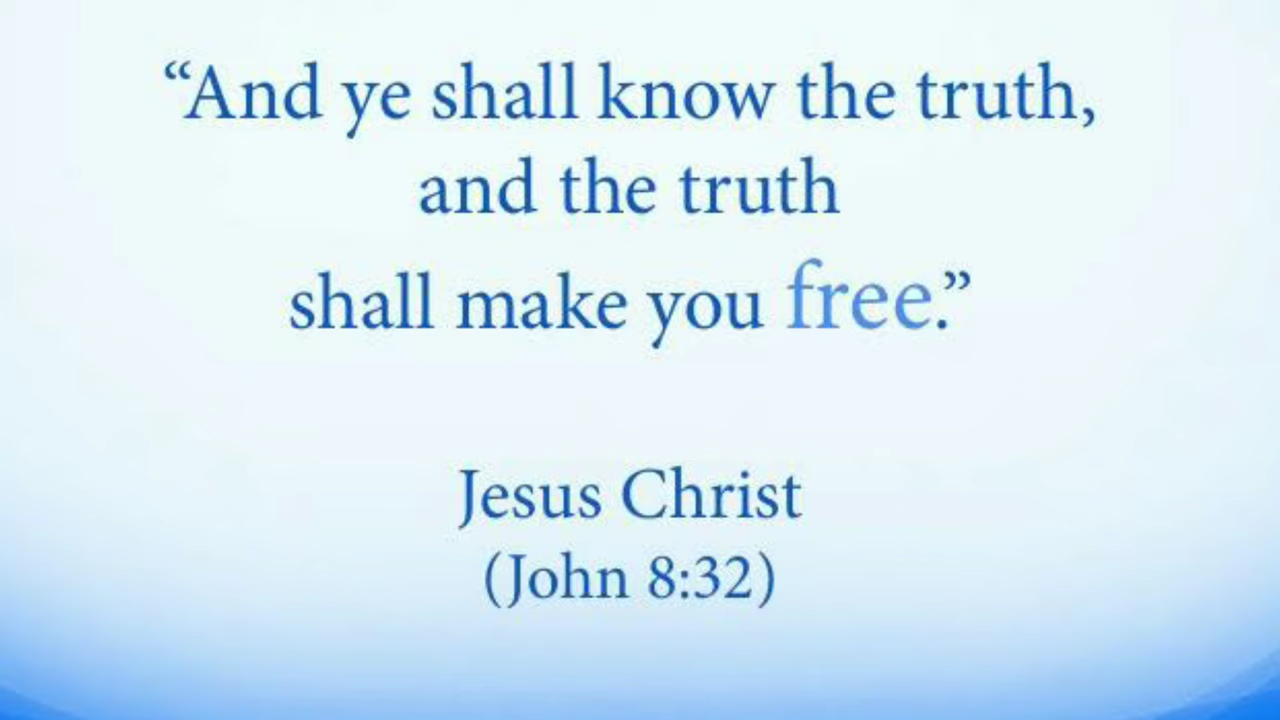 “And ye shall know the truth,
and the truth
shall make you free.”
Jesus Christ
(John 8:32)